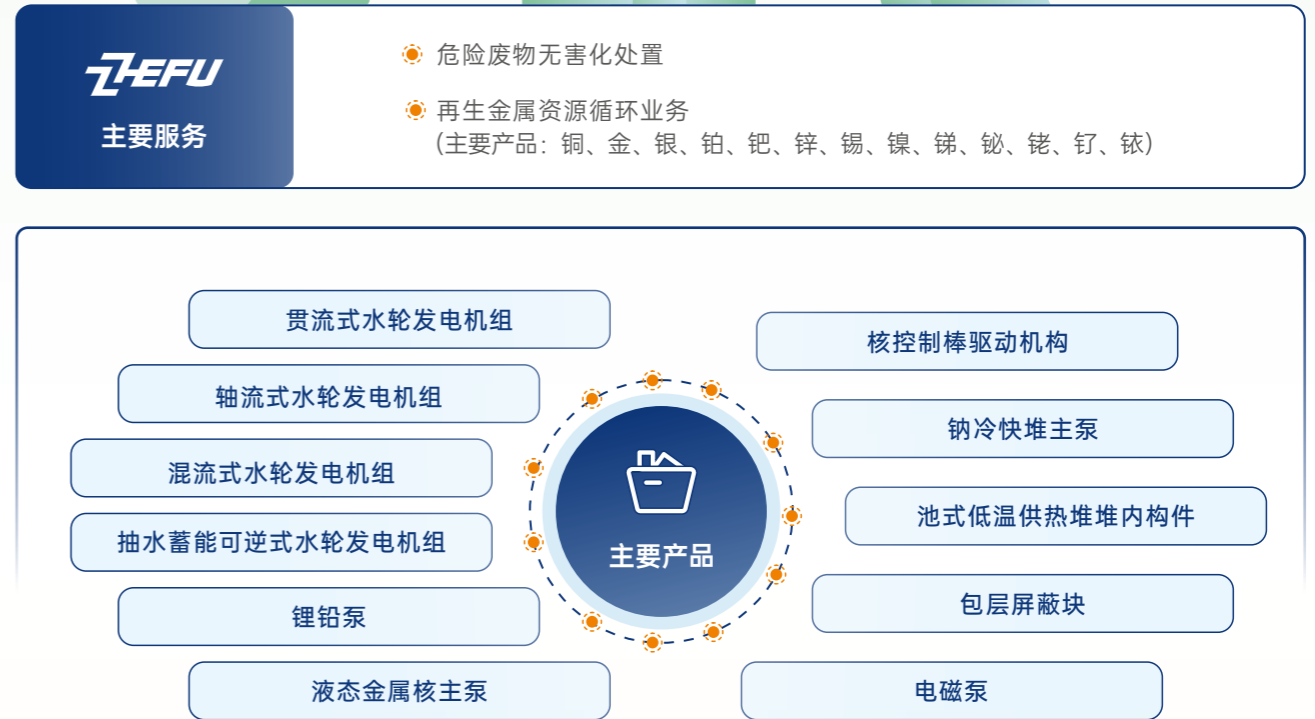 ZHEFU
主要服务
危险废物无害化处置
再生金属资源循环业务
(主要产品：铜、金、银、铂、钯、锌、锡、镍、锑、铋、铑、钌、铱)
贯流式水轮发电机组
轴流式水轮发电机组
混流式水轮发电机组
抽水蓄能可逆式水轮发电机组
锂铅泵
液态金属核主泵
主要产品
核控制棒驱动机构
钠冷快堆主泵
池式低温供热堆堆内构件
包层屏蔽块
电磁泵